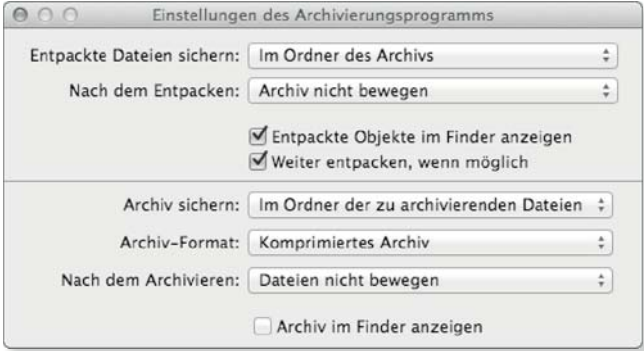 Einstellungen des Archivierungsprogramms
Entpackte Dateien sichern: Im Ordner des Archivs
Nach dem Entpacken: Archiv nicht bewegen
Entpackte Objekte im Finder anzeigen
Weiter entpacken, wenn möglich
Archiv sichern: Im Ordner der zu archivierenden Dateien
Archiv-Format: Komprimiertes Archiv
Nach dem Archivieren: Dateien nicht bewegen
Archiv im Finder anzeigen